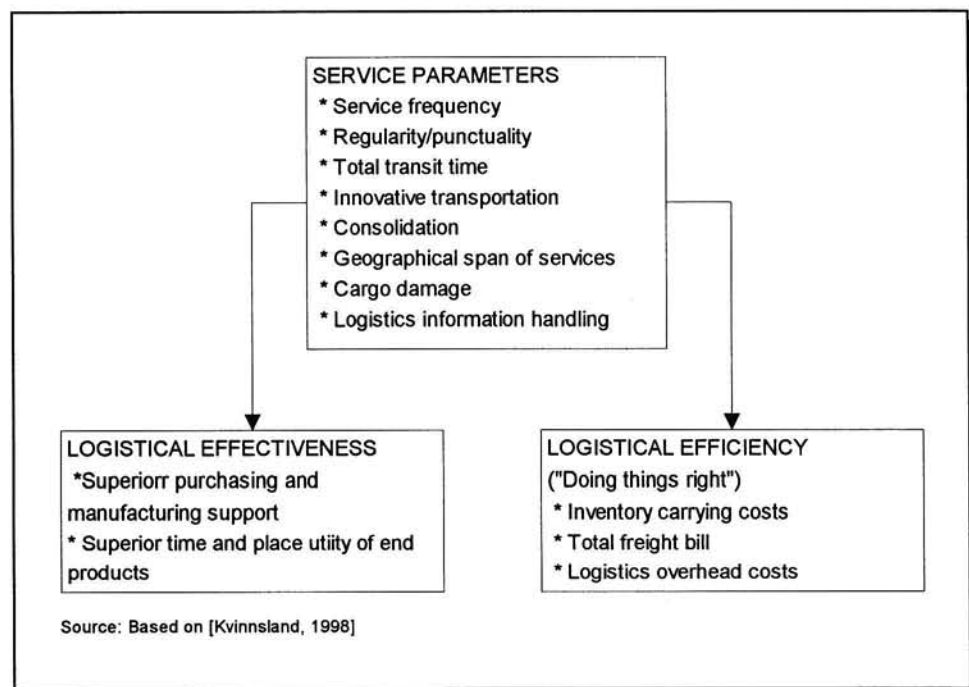 SERVICE PARAMETERS
* Service frequency
* Regularity/punctuality
* Total transit time
* Innovative transportation
* Consolidation
* Geographical span of services
* Cargo damage
* Logistics information handling
LOGISTICAL EFFECTIVENESS
*Superiorr purchasing and
manufacturing support
* Superior time and place utiity of end
products
LOGISTICAL EFFICIENCY
("Doing things right")
* Inventory carrying costs
* Total freight bill
* Logistics overhead costs
Source: Based on [Kvinnsland, 1998]